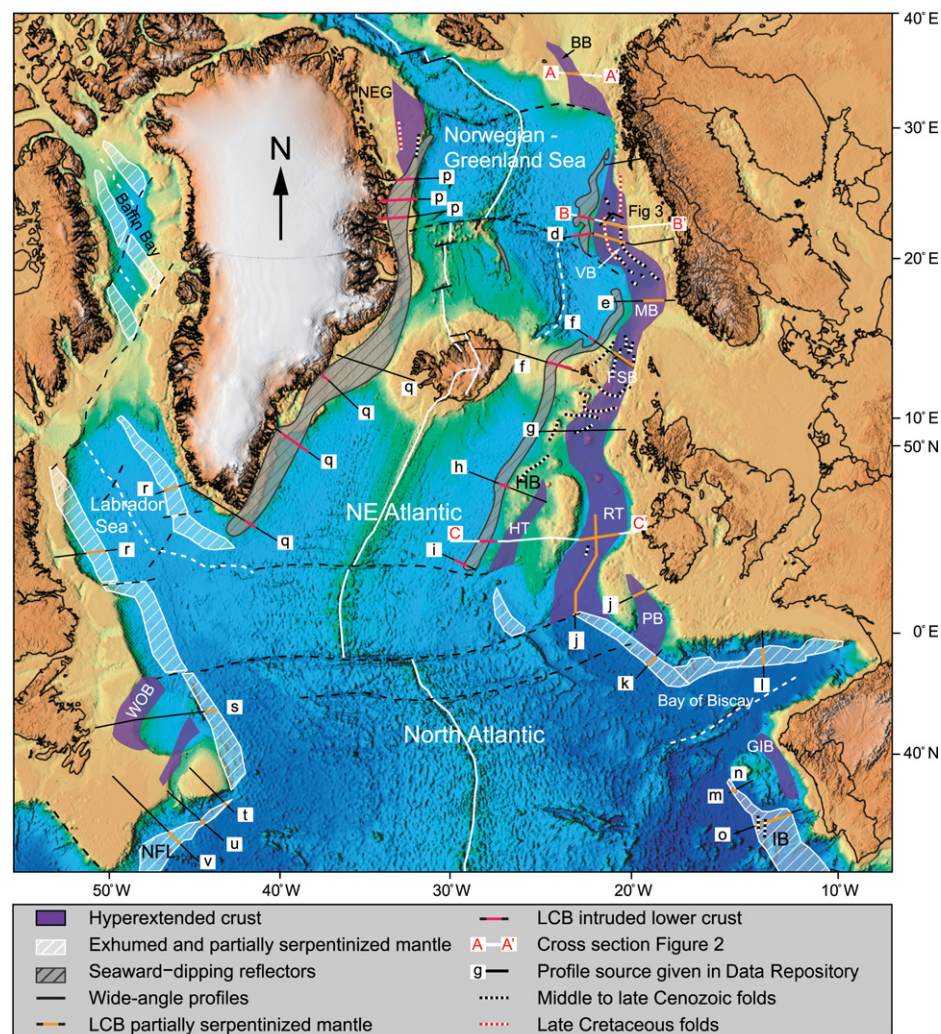 40° E
BB
A A'
NEG
30° E
Norwegian -
Greenland Sea
N
p
p
p
Baffin Bay
Fig 3
B B'
d
VB
20° E
e
MB
f
f
FSB
q
q
10° E
g
50° N
q
h
HB
r
Labrador
Sea
NE Atlantic
HT
RT
C C'
q
r
i
j
PB
j
0° E
k
l
WOB
Bay of Biscay
s
North Atlantic
GIB
40° N
n
m
t
o
u
NFL
v
IB
50° W
40° W
30° W
20° W
10° W
Hyperextended crust
LCB intruded lower crust
Exhumed and partially serpentinized mantle
A A' Cross section Figure 2
Seaward-dipping reflectors
g Profile source given in Data Repository
Wide-angle profiles
Middle to late Cenozoic folds
LCB partially serpentinized mantle
Late Cretaceous folds